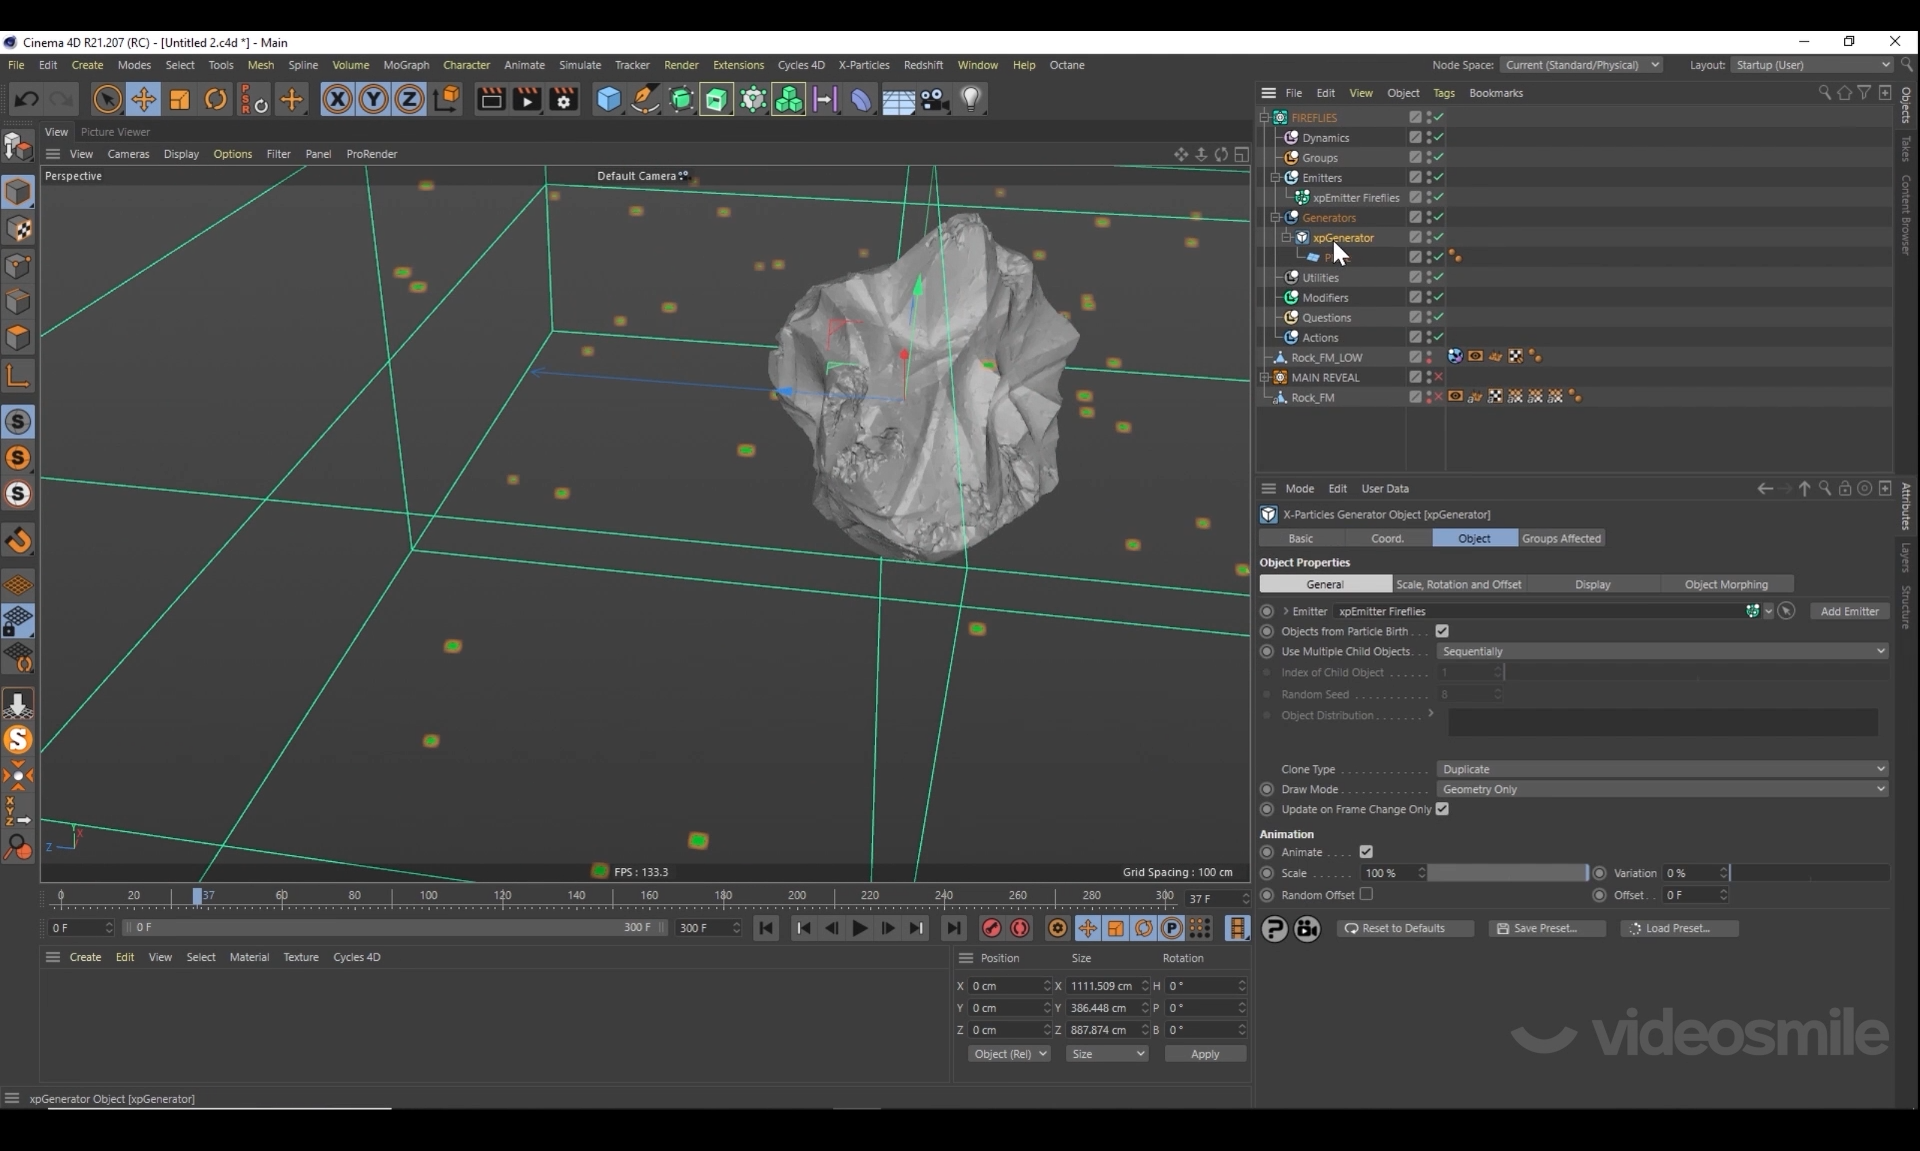 Cinema 4D R21.207 (RC) - [Untitled 2.c4d *] - Main
File Edit Create Modes Select Tools Mesh Spline Volume MoGraph Character Animate Simulate Tracker Render Extensions Cycles 4D X-Particles Redshift Window Help Octane
Node Space: Current (Standard/Physical) Layout: Startup (User)
File Edit View Object Tags Bookmarks
View Picture Viewer
View Cameras Display Options Filter Panel ProRender
Perspective
Default Camera
FIREFLIES
Dynamics
Groups
Emitters
xpEmitter Fireflies
Generators
xpGenerator
Utilities
Modifiers
Questions
Actions
Rock_FM_LOW
MAIN REVEAL
Rock_FM
Objects
Takes
Content Browser
Attributes
Layers
Structure
Mode Edit User Data
X-Particles Generator Object [xpGenerator]
Basic Coord. Object Groups Affected
Object Properties
General Scale, Rotation and Offset Display Object Morphing
Emitter xpEmitter Fireflies Add Emitter
Objects from Particle Birth . . .
Use Multiple Child Objects. . . Sequentially
Index of Child Object . . . . . . 1
Random Seed . . . . . . . . . . . 8
Object Distribution . . . . . . .
Clone Type . . . . . . . . . . . . . Duplicate
Draw Mode . . . . . . . . . . . . . Geometry Only
Update on Frame Change Only
Animation
Animate . . . .
Scale . . . . . . 100 % Variation 0 %
Random Offset Offset . . 0 F
Reset to Defaults Save Preset... Load Preset...
FPS : 133.3
Grid Spacing : 100 cm
0 20 37 60 80 100 120 140 160 180 200 220 240 260 280 300 37 F
0 F 0 F 300 F 300 F
Create Edit View Select Material Texture Cycles 4D
Position Size Rotation
X 0 cm X 1111.509 cm H 0 °
Y 0 cm Y 386.448 cm P 0 °
Z 0 cm Z 887.874 cm B 0 °
Object (Rel) Size Apply
xpGenerator Object [xpGenerator]
videosmile